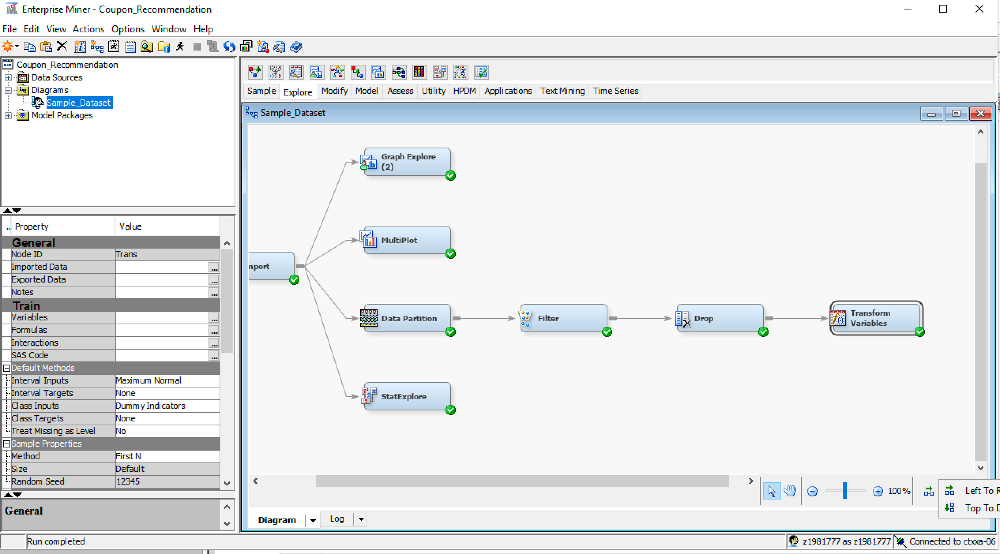 Enterprise Miner - Coupon_Recommendation
File Edit View Actions Options Window Help
Coupon_Recommendation
Data Sources
Diagrams
Sample_Dataset
Model Packages
.. Property Value
General
Node ID Trans
Imported Data ...
Exported Data ...
Notes ...
Train
Variables ...
Formulas ...
Interactions ...
SAS Code ...
Default Methods
Interval Inputs Maximum Normal
Interval Targets None
Class Inputs Dummy Indicators
Class Targets None
Treat Missing as Level No
Sample Properties
Method First N
Size Default
Random Seed 12345
General
Sample Explore Modify Model Assess Utility HPDM Applications Text Mining Time Series
Sample_Dataset
Graph Explore
(2)
MultiPlot
mport
Data Partition
Filter
Drop
Transform
Variables
StatExplore
100%
Left To R
Top To D
Diagram Log
Run completed
z1981777 as z1981777
Connected to ctxxa-06